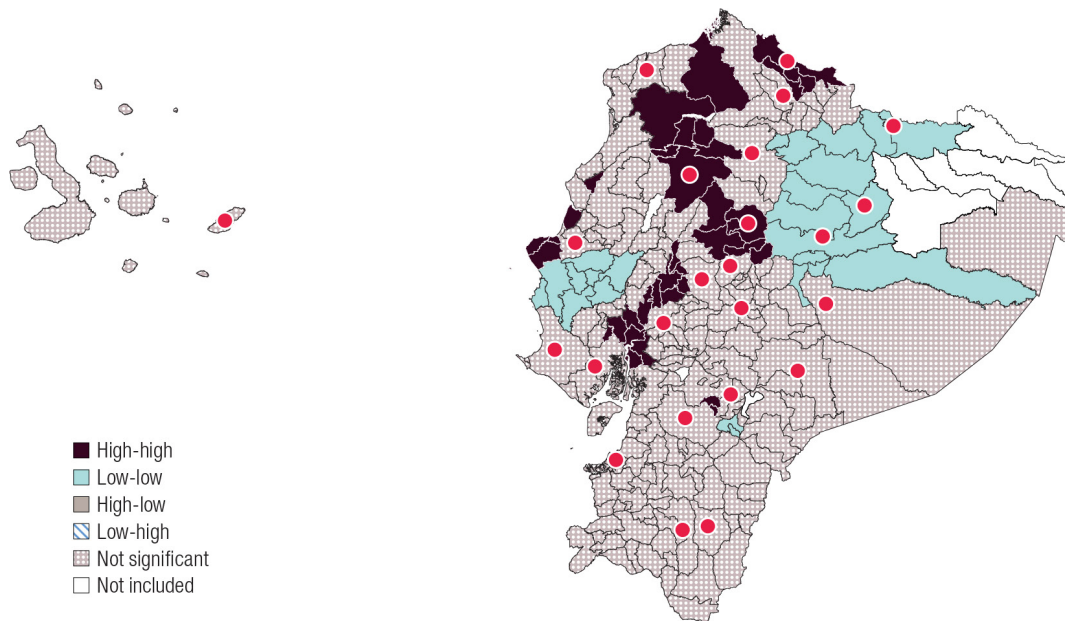 High-high
Low-low
High-low
Low-high
Not significant
Not included